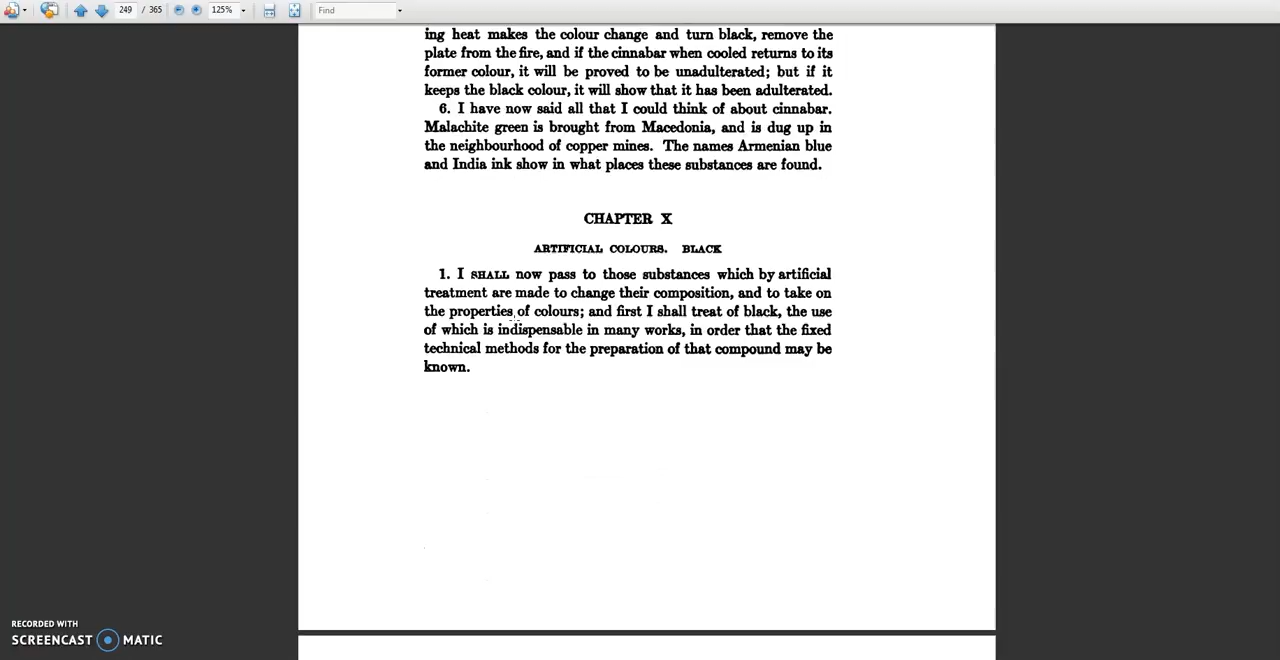 249 / 365
125%
Find
ing heat makes the colour change and turn black, remove the
plate from the fire, and if the cinnabar when cooled returns to its
former colour, it will be proved to be unadulterated; but if it
keeps the black colour, it will show that it has been adulterated.
6. I have now said all that I could think of about cinnabar.
Malachite green is brought from Macedonia, and is dug up in
the neighbourhood of copper mines. The names Armenian blue
and India ink show in what places these substances are found.
CHAPTER X
ARTIFICIAL COLOURS. BLACK
1. I SHALL now pass to those substances which by artificial
treatment are made to change their composition, and to take on
the properties of colours; and first I shall treat of black, the use
of which is indispensable in many works, in order that the fixed
technical methods for the preparation of that compound may be
known.
RECORDED WITH
SCREENCAST MATIC